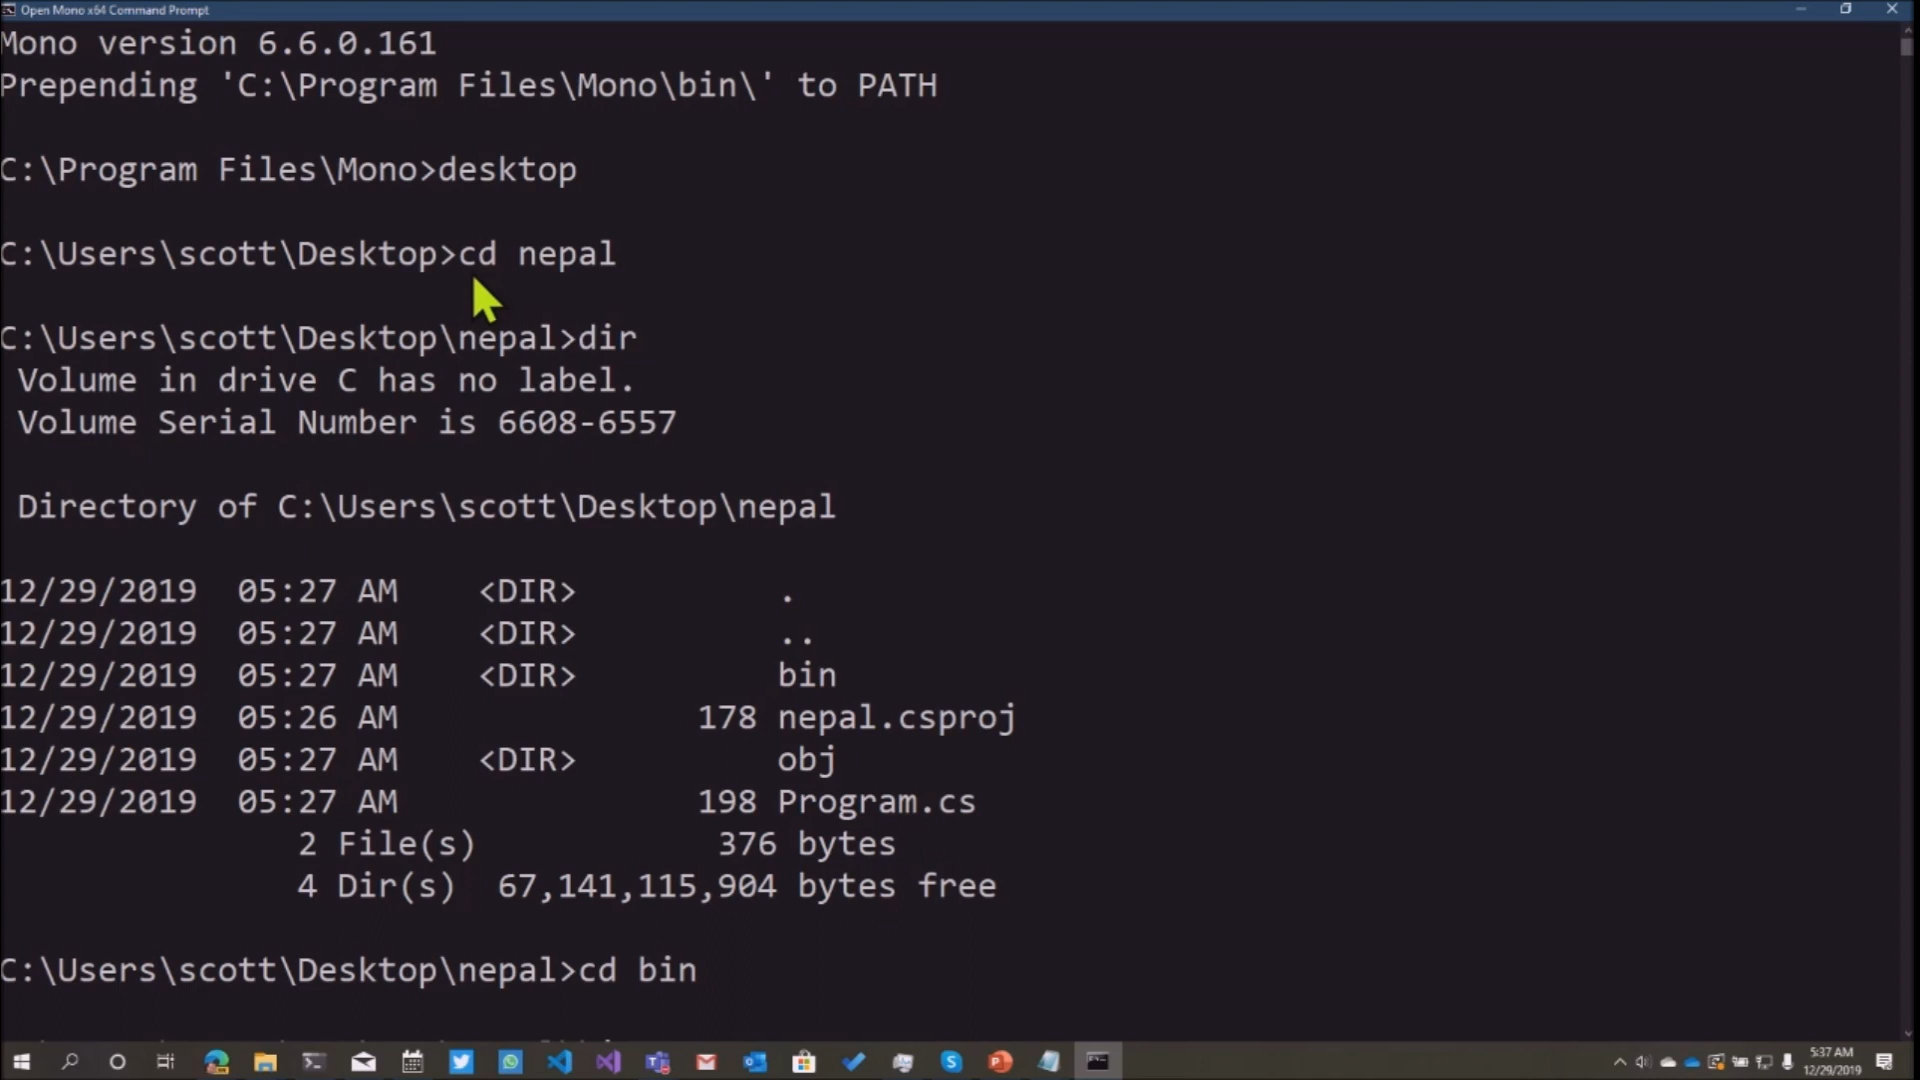 Open Mono x64 Command Prompt
Mono version 6.6.0.161
Prepending 'C:\Program Files\Mono\bin\' to PATH
C:\Program Files\Mono>desktop
C:\Users\scott\Desktop>cd nepal
C:\Users\scott\Desktop\nepal>dir
Volume in drive C has no label.
Volume Serial Number is 6608-6557
Directory of C:\Users\scott\Desktop\nepal
12/29/2019 05:27 AM <DIR> .
12/29/2019 05:27 AM <DIR> ..
12/29/2019 05:27 AM <DIR> bin
12/29/2019 05:26 AM 178 nepal.csproj
12/29/2019 05:27 AM <DIR> obj
12/29/2019 05:27 AM 198 Program.cs
2 File(s) 376 bytes
4 Dir(s) 67,141,115,904 bytes free
C:\Users\scott\Desktop\nepal>cd bin
5:37 AM
12/29/2019